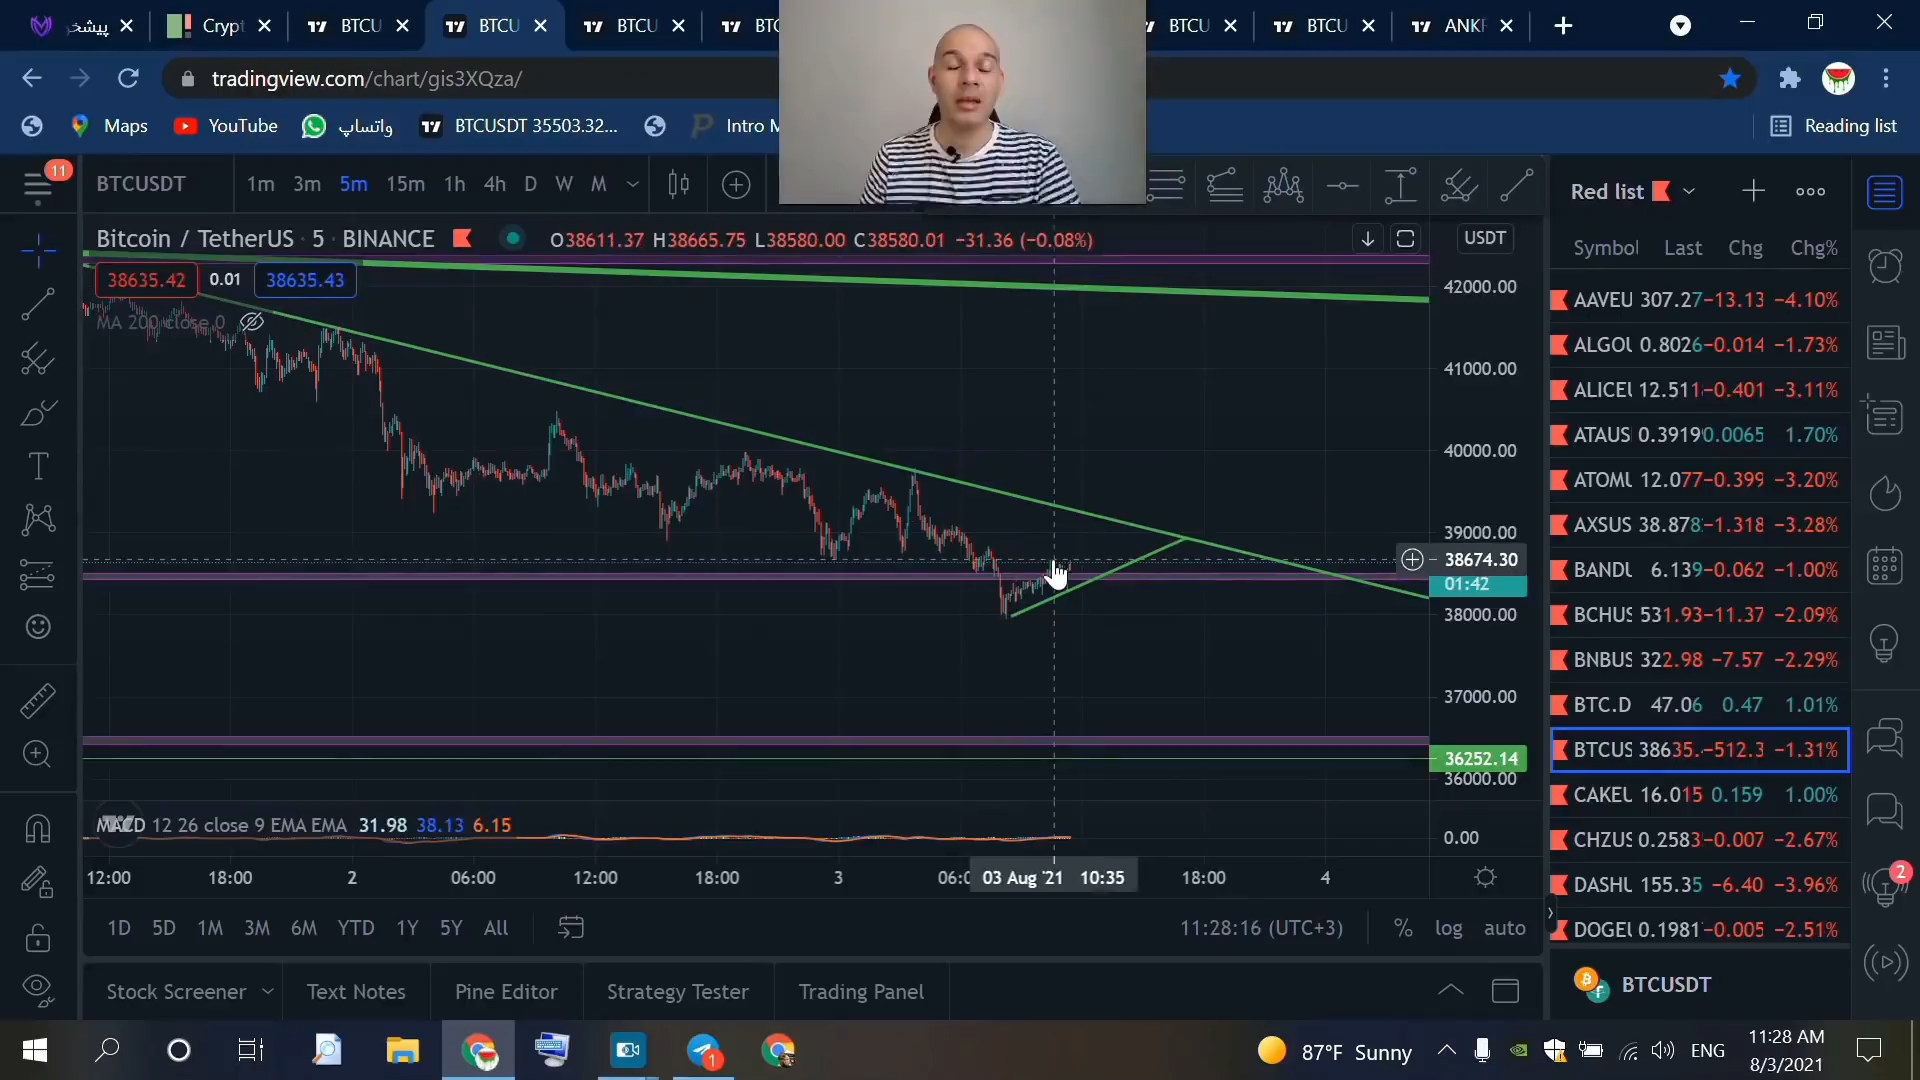 پیشخر
Crypt
BTCU
BTCU
BTCU
BTCU
BTCU
ANKR
tradingview.com/chart/gis3XQza/
Maps
YouTube
واتساپ
BTCUSDT 35503.32...
Intro
Reading list
11
BTCUSDT
1m 3m 5m 15m 1h 4h D W M
Red list
Bitcoin / TetherUS · 5 · BINANCE
O38611.37 H38665.75 L38580.00 C38580.01 −31.36 (−0.08%)
USDT
Symbol Last Chg Chg%
38635.42 0.01 38635.43
MA 200 close 0
42000.00
41000.00
40000.00
39000.00
38674.30
01:42
38000.00
37000.00
36252.14
36000.00
AAVEU 307.27 −13.13 −4.10%
ALGOU 0.8026 −0.014 −1.73%
ALICEU 12.511 −0.401 −3.11%
ATAUS 0.3919 0.0065 1.70%
ATOMU 12.077 −0.399 −3.20%
AXSUS 38.878 −1.318 −3.28%
BANDU 6.139 −0.062 −1.00%
BCHUS 531.93 −11.37 −2.09%
BNBUS 322.98 −7.57 −2.29%
BTC.D 47.06 0.47 1.01%
BTCUS 38635. −512.3 −1.31%
CAKEU 16.015 0.159 1.00%
CHZUS 0.2583 −0.007 −2.67%
DASHU 155.35 −6.40 −3.96%
DOGEU 0.1981 −0.005 −2.51%
2
MACD 12 26 close 9 EMA EMA 31.98 38.13 6.15
0.00
12:00 18:00 2 06:00 12:00 18:00 3 06:0 03 Aug '21 10:35 18:00 4
1D 5D 1M 3M 6M YTD 1Y 5Y All
11:28:16 (UTC+3)
% log auto
Stock Screener
Text Notes
Pine Editor
Strategy Tester
Trading Panel
BTCUSDT
1
87°F Sunny
ENG
11:28 AM
8/3/2021